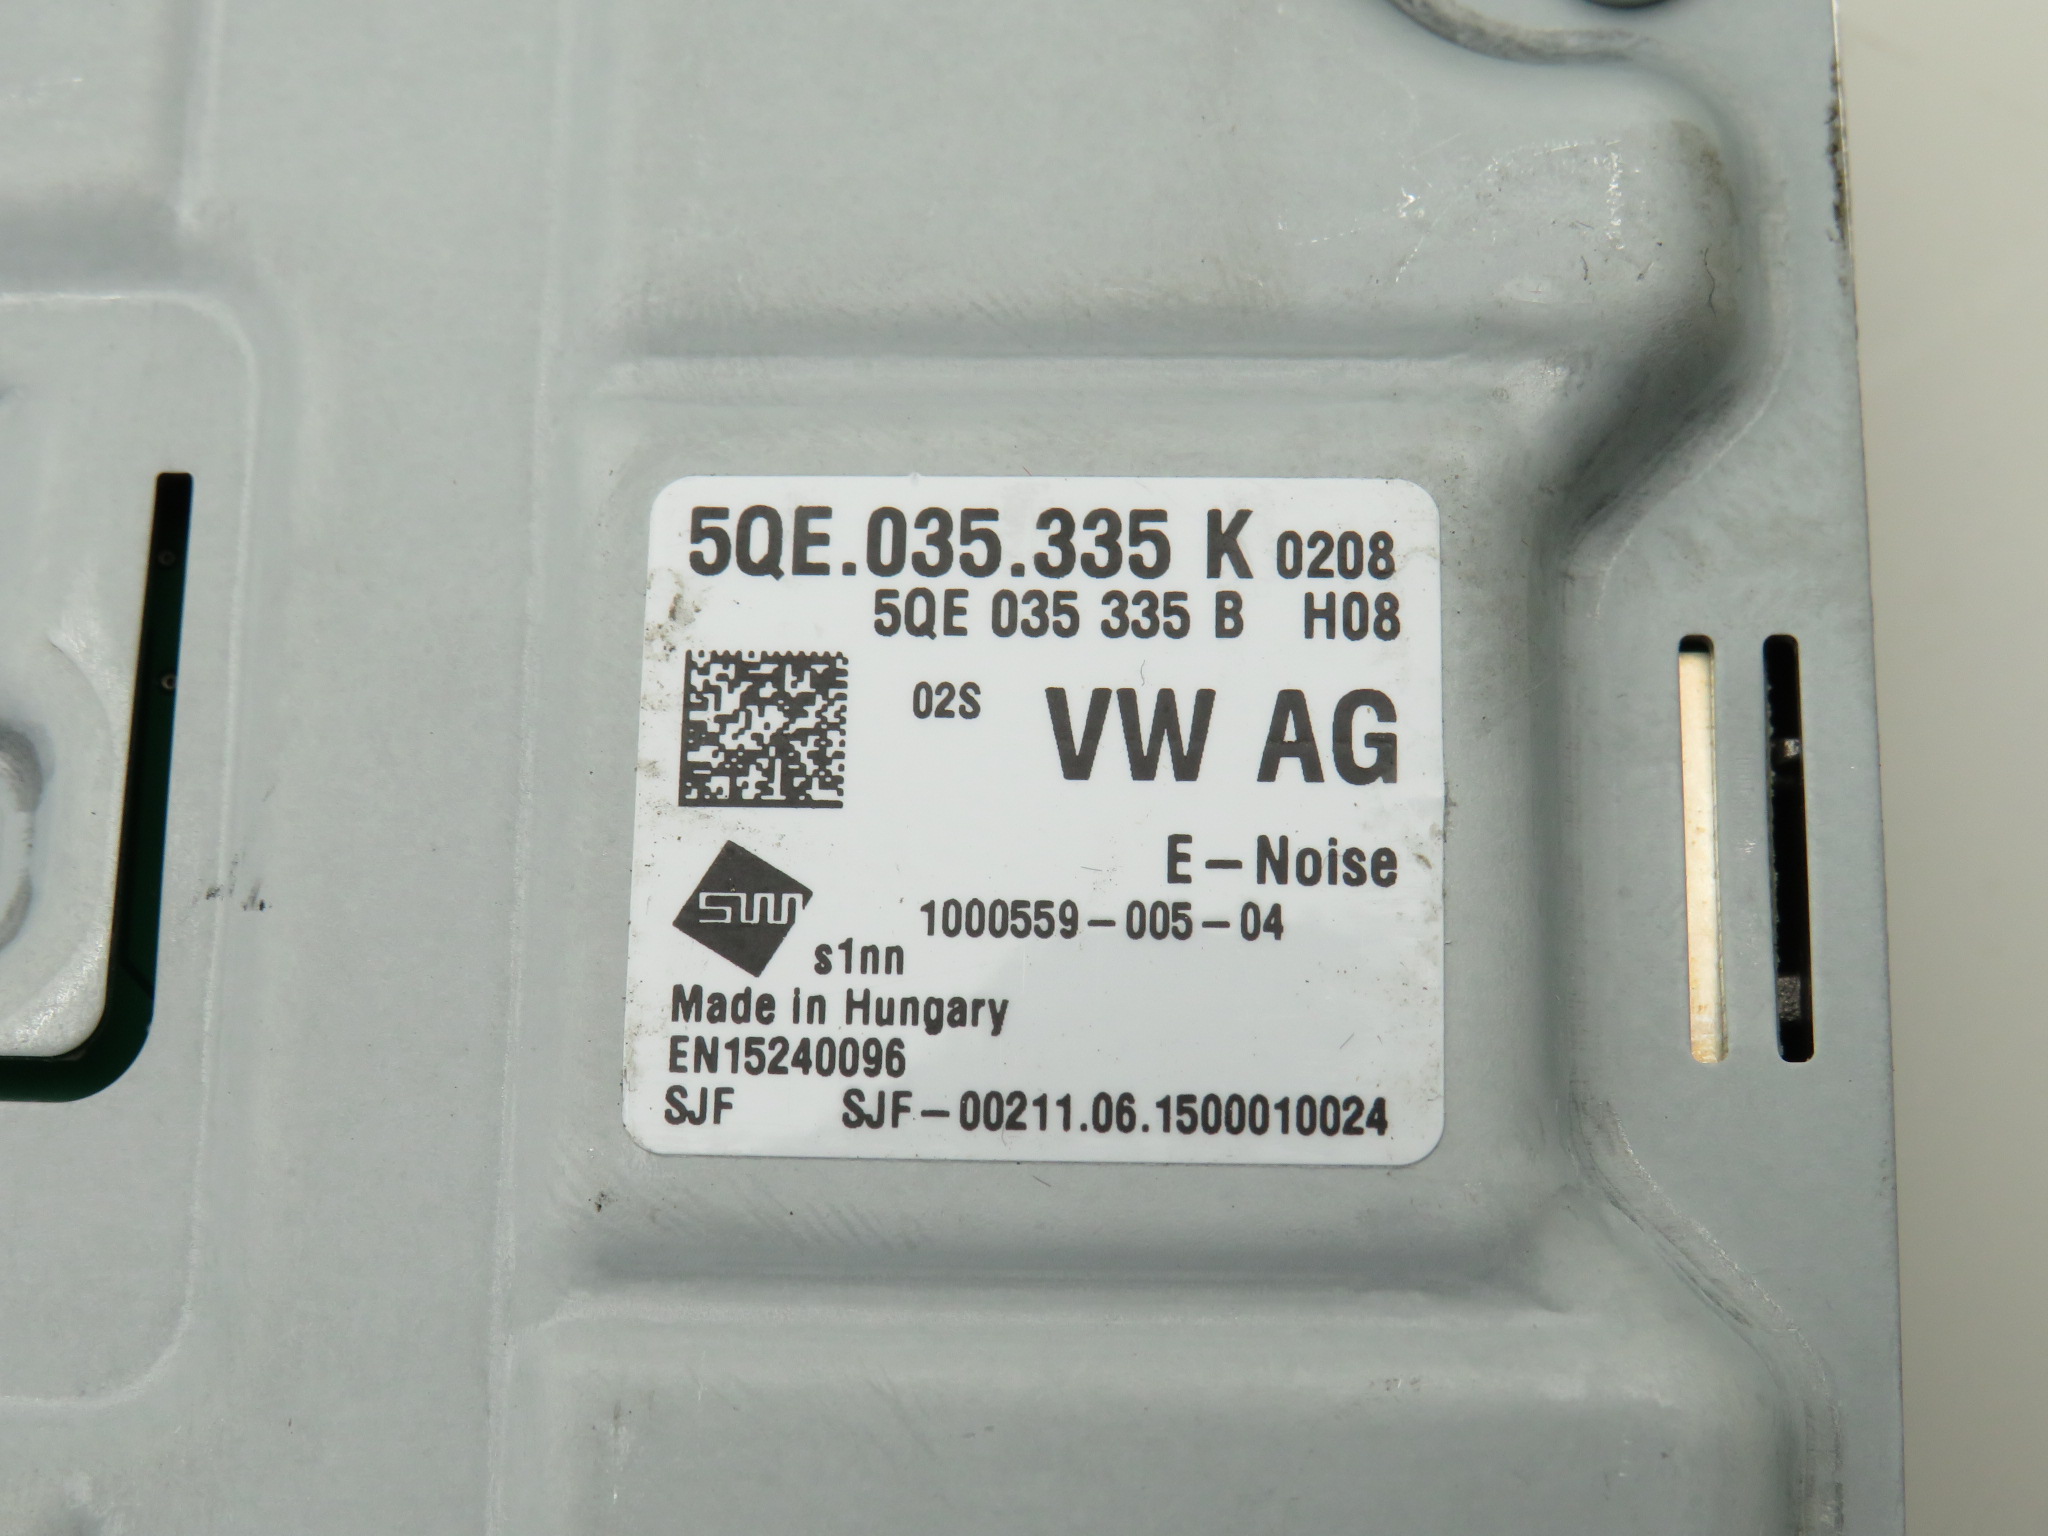 5QE.035.335 K 0208
5QE 035 335 B H08
02S VW AG
E-Noise
SW 1000559-005-04
s1nn
Made in Hungary
EN15240096
SJF SJF-00211.06.1500010024